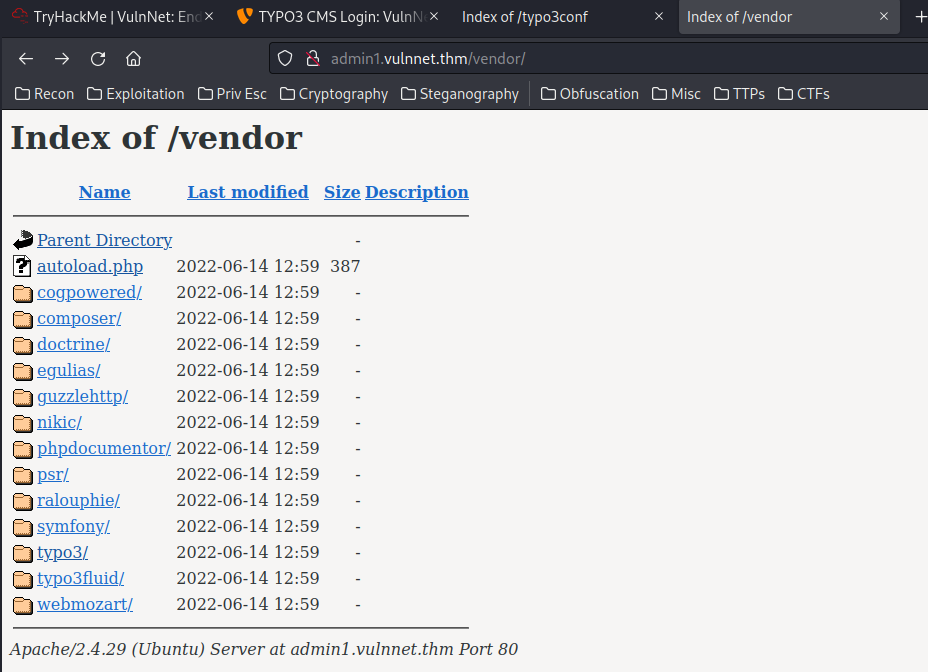 TryHackMe | VulnNet: End
TYPO3 CMS Login: VulnN
Index of /typo3conf
Index of /vendor
admin1.vulnnet.thm/vendor/
Recon Exploitation Priv Esc Cryptography Steganography Obfuscation Misc TTPs CTFs
Index of /vendor
Name Last modified Size Description
Parent Directory -
autoload.php 2022-06-14 12:59 387
cogpowered/ 2022-06-14 12:59 -
composer/ 2022-06-14 12:59 -
doctrine/ 2022-06-14 12:59 -
egulias/ 2022-06-14 12:59 -
guzzlehttp/ 2022-06-14 12:59 -
nikic/ 2022-06-14 12:59 -
phpdocumentor/ 2022-06-14 12:59 -
psr/ 2022-06-14 12:59 -
ralouphie/ 2022-06-14 12:59 -
symfony/ 2022-06-14 12:59 -
typo3/ 2022-06-14 12:59 -
typo3fluid/ 2022-06-14 12:59 -
webmozart/ 2022-06-14 12:59 -
Apache/2.4.29 (Ubuntu) Server at admin1.vulnnet.thm Port 80